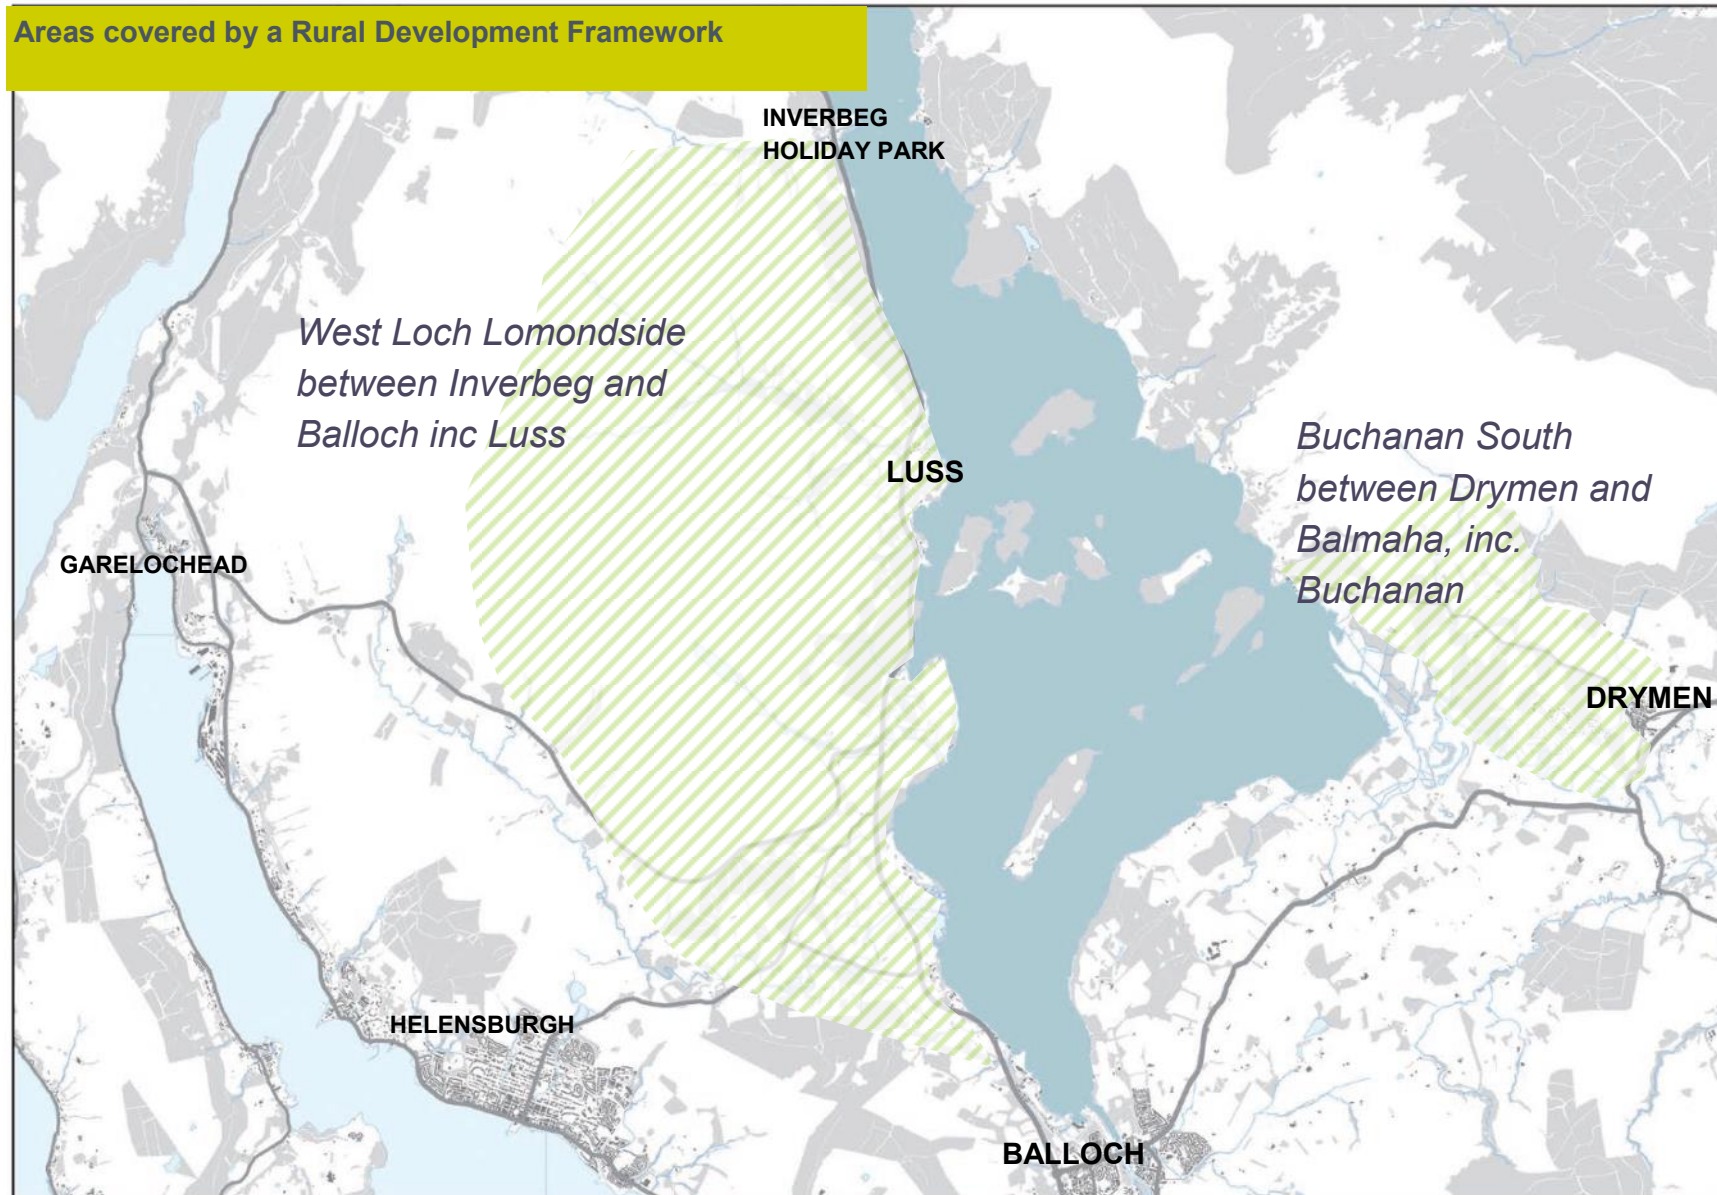 Areas covered by a Rural Development Framework
INVERBEG
HOLIDAY PARK
West Loch Lomondside
between Inverbeg and
Balloch inc Luss
LUSS
Buchanan South
between Drymen and
Balmaha, inc.
Buchanan
GARELOCHEAD
DRYMEN
HELENSBURGH
BALLOCH